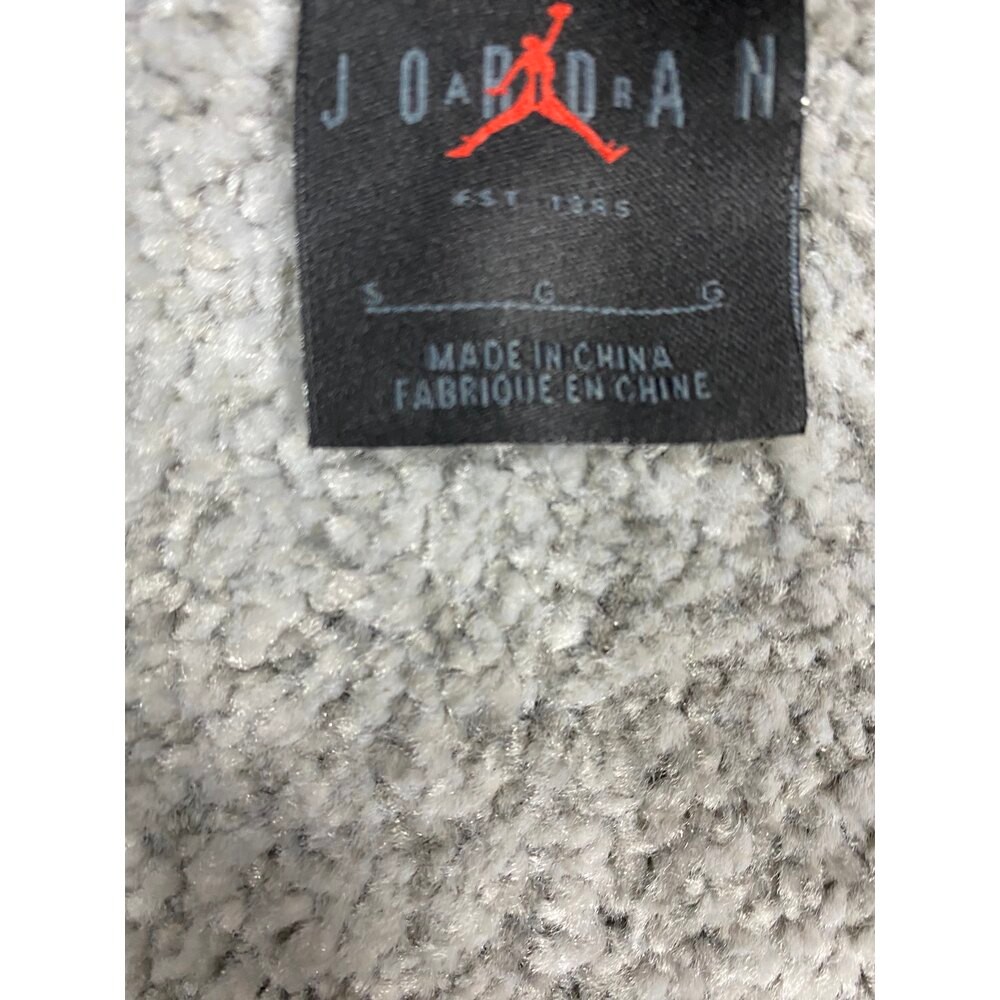 JORDAN
AIR
EST. 1985
S G G
MADE IN CHINA
FABRIQUE EN CHINE